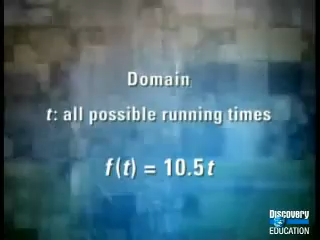 Domain
t: all possible running times
f(t) = 10.5t
Discovery
EDUCATION